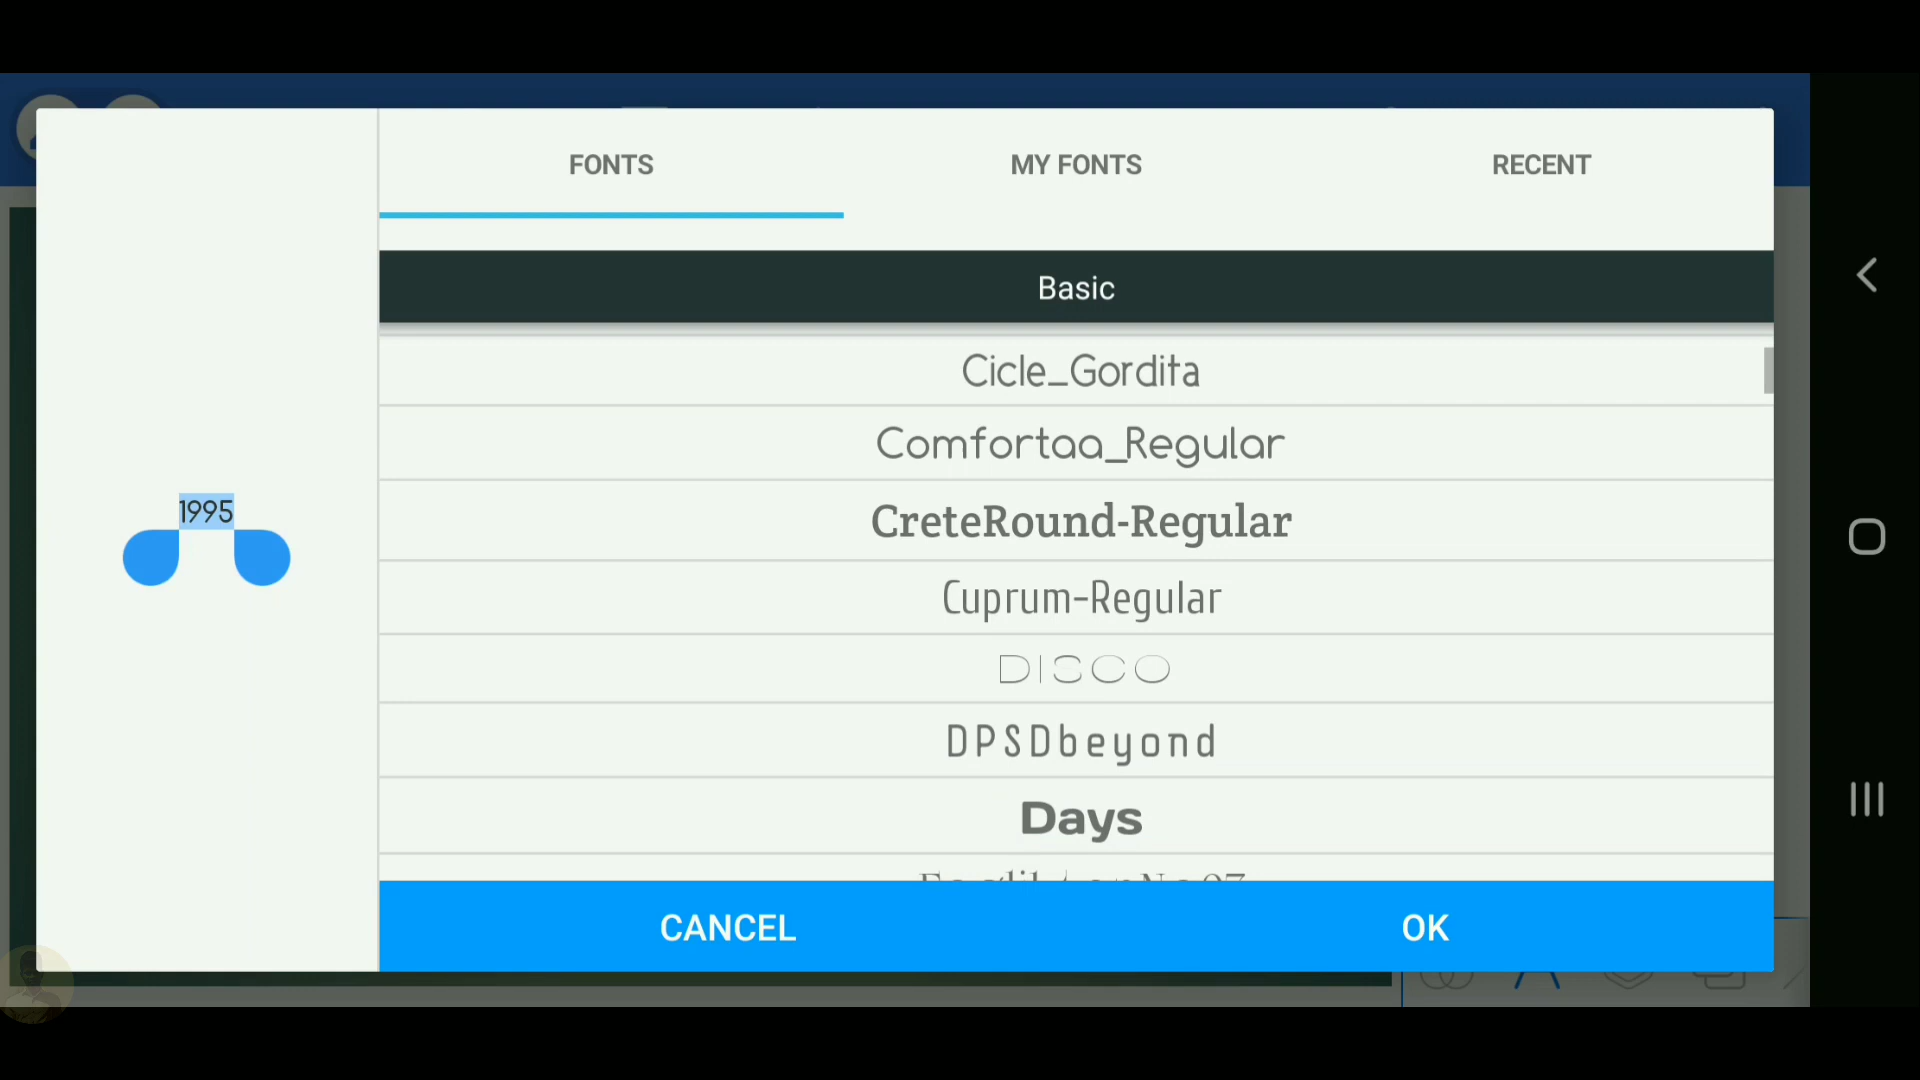 FONTS
MY FONTS
RECENT
Basic
Cicle_Gordita
Comfortaa_Regular
1995
CreteRound-Regular
Cuprum-Regular
DISCO
DPSDbeyond
Days
CANCEL
OK